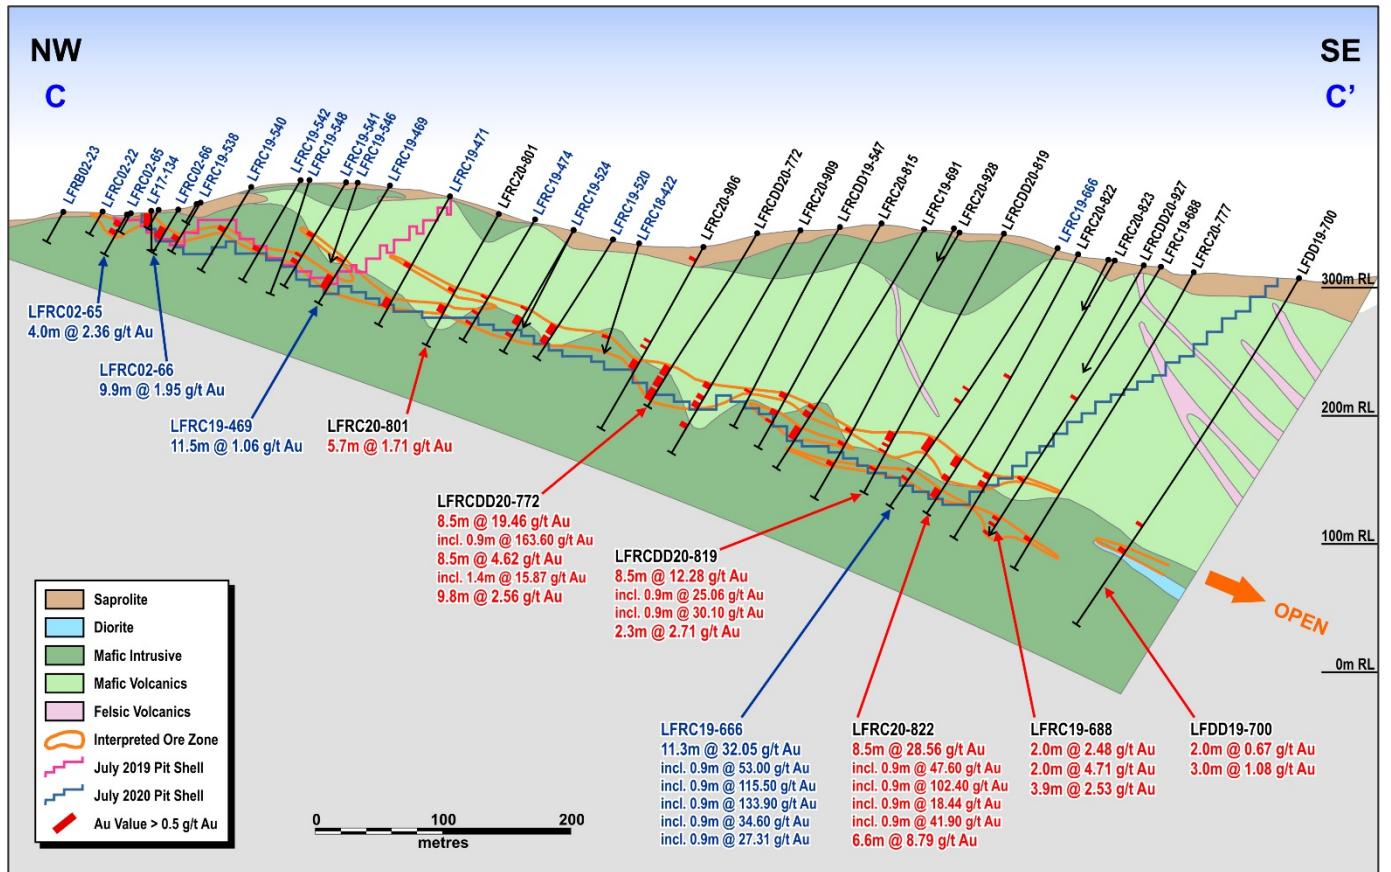 NW
SE
C
C'
LFRB02-23
LFRC02-22
LFRC02-65
LF17-134
LFRC02-66
LFRC19-538
LFRC19-540
LFRC19-542
LFRC19-548
LFRC19-541
LFRC19-546
LFRC19-469
LFRC19-471
LFRC20-801
LFRC19-474
LFRC19-524
LFRC19-520
LFRC18-422
LFRC20-906
LFRCDD20-772
LFRC20-909
LFRCDD19-547
LFRC20-815
LFRC19-691
LFRC20-928
LFRCDD20-819
LFRC19-666
LFRC20-822
LFRC20-823
LFRCDD20-927
LFRC19-688
LFRC20-777
LFDD19-700
300m RL
200m RL
100m RL
0m RL
OPEN
LFRC02-65
4.0m @ 2.36 g/t Au
LFRC02-66
9.9m @ 1.95 g/t Au
LFRC19-469
11.5m @ 1.06 g/t Au
LFRC20-801
5.7m @ 1.71 g/t Au
LFRCDD20-772
8.5m @ 19.46 g/t Au
incl. 0.9m @ 163.60 g/t Au
8.5m @ 4.62 g/t Au
incl. 1.4m @ 15.87 g/t Au
9.8m @ 2.56 g/t Au
LFRCDD20-819
8.5m @ 12.28 g/t Au
incl. 0.9m @ 25.06 g/t Au
incl. 0.9m @ 30.10 g/t Au
2.3m @ 2.71 g/t Au
LFRC19-666
11.3m @ 32.05 g/t Au
incl. 0.9m @ 53.00 g/t Au
incl. 0.9m @ 115.50 g/t Au
incl. 0.9m @ 133.90 g/t Au
incl. 0.9m @ 34.60 g/t Au
incl. 0.9m @ 27.31 g/t Au
LFRC20-822
8.5m @ 28.56 g/t Au
incl. 0.9m @ 47.60 g/t Au
incl. 0.9m @ 102.40 g/t Au
incl. 0.9m @ 18.44 g/t Au
incl. 0.9m @ 41.90 g/t Au
6.6m @ 8.79 g/t Au
LFRC19-688
2.0m @ 2.48 g/t Au
2.0m @ 4.71 g/t Au
3.9m @ 2.53 g/t Au
LFDD19-700
2.0m @ 0.67 g/t Au
3.0m @ 1.08 g/t Au
Saprolite
Diorite
Mafic Intrusive
Mafic Volcanics
Felsic Volcanics
Interpreted Ore Zone
July 2019 Pit Shell
July 2020 Pit Shell
Au Value > 0.5 g/t Au
0 100 200
metres